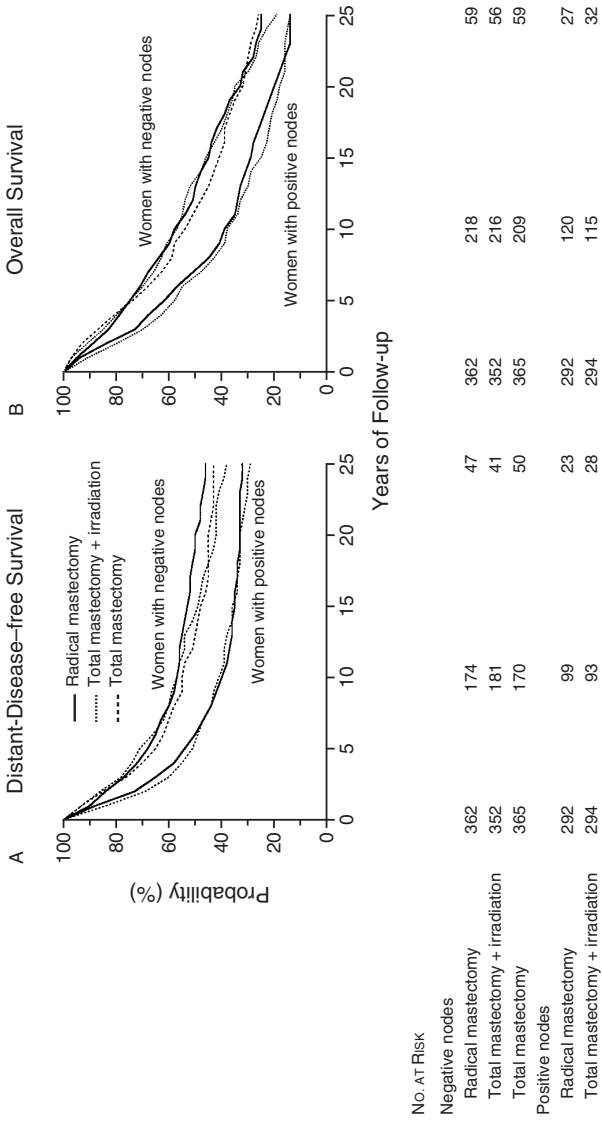 A Distant-Disease–free Survival
B Overall Survival
Probability (%)
100
80
60
40
20
0
Radical mastectomy
Total mastectomy + irradiation
Total mastectomy
Women with negative nodes
Women with positive nodes
0 5 10 15 20 25
100
80
60
40
20
0
Women with negative nodes
Women with positive nodes
0 5 10 15 20 25
Years of Follow-up
No. at Risk
Negative nodes
Radical mastectomy 362 174 47 362 218 59
Total mastectomy + irradiation 352 181 41 352 216 56
Total mastectomy 365 170 50 365 209 59
Positive nodes
Radical mastectomy 292 99 23 292 120 27
Total mastectomy + irradiation 294 93 28 294 115 32